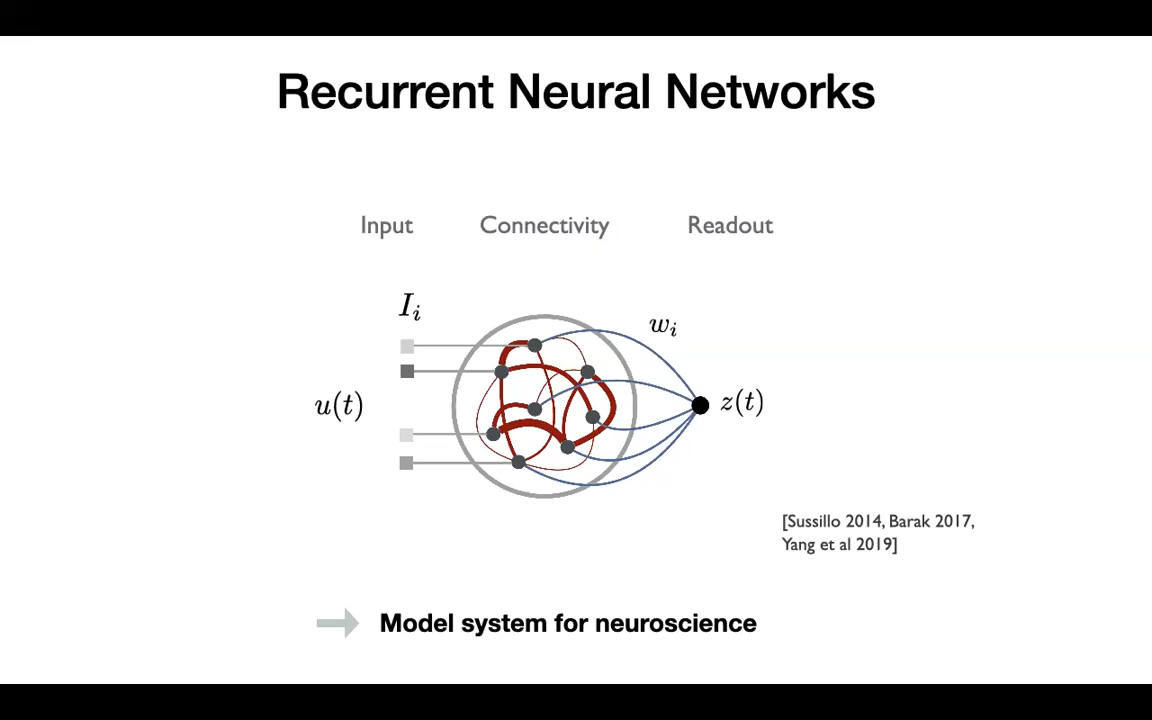 Recurrent Neural Networks
Input Connectivity Readout
I_i
w_i
u(t)
z(t)
[Sussillo 2014, Barak 2017,
Yang et al 2019]
Model system for neuroscience